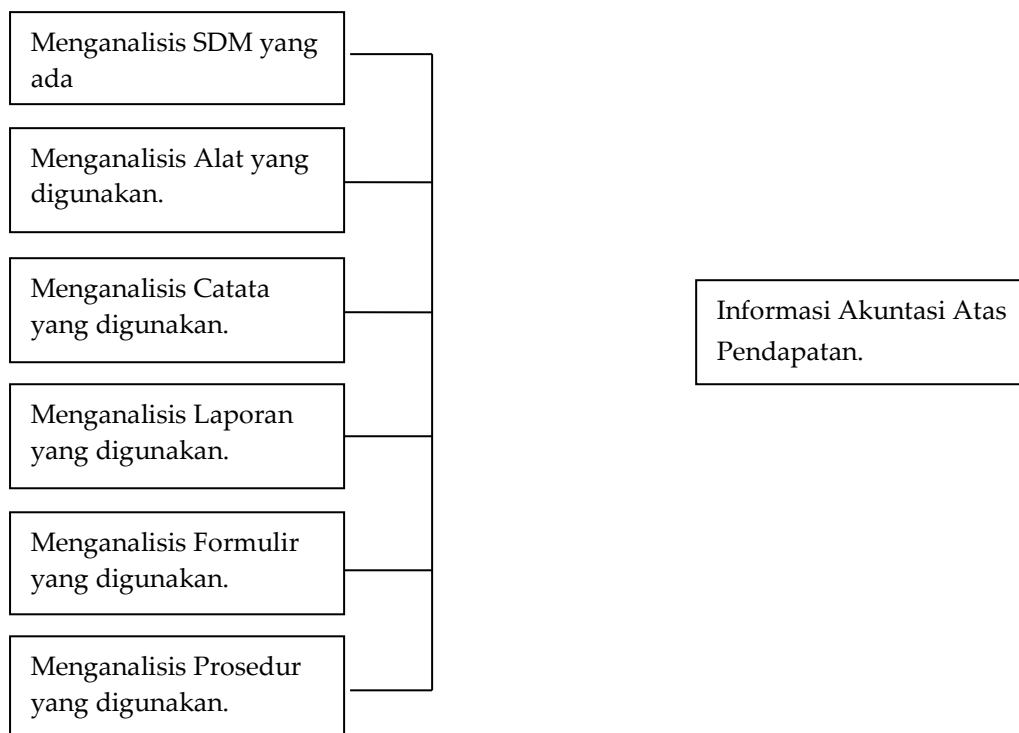 Menganalisis SDM yang
ada
Menganalisis Alat yang
digunakan.
Menganalisis Catata
yang digunakan.
Menganalisis Laporan
yang digunakan.
Menganalisis Formulir
yang digunakan.
Menganalisis Prosedur
yang digunakan.
Informasi Akuntasi Atas
Pendapatan.